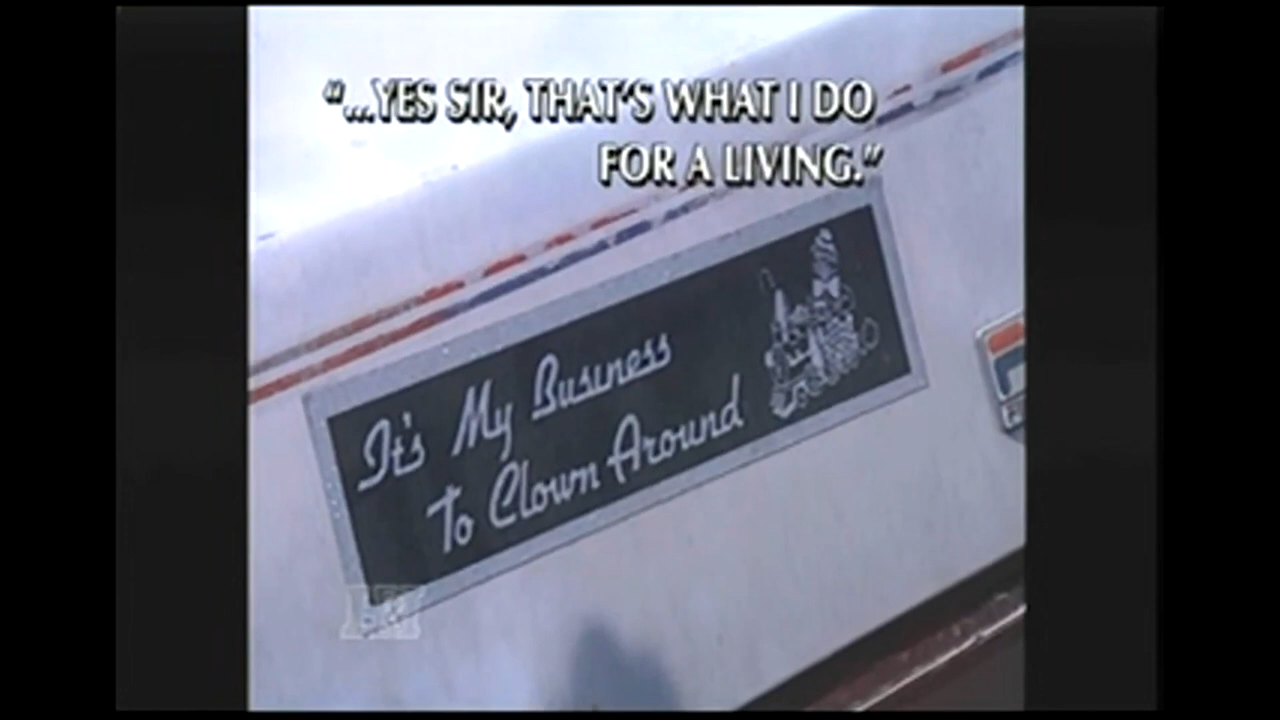 "...YES SIR, THAT'S WHAT I DO
FOR A LIVING."
It's My Business
To Clown Around